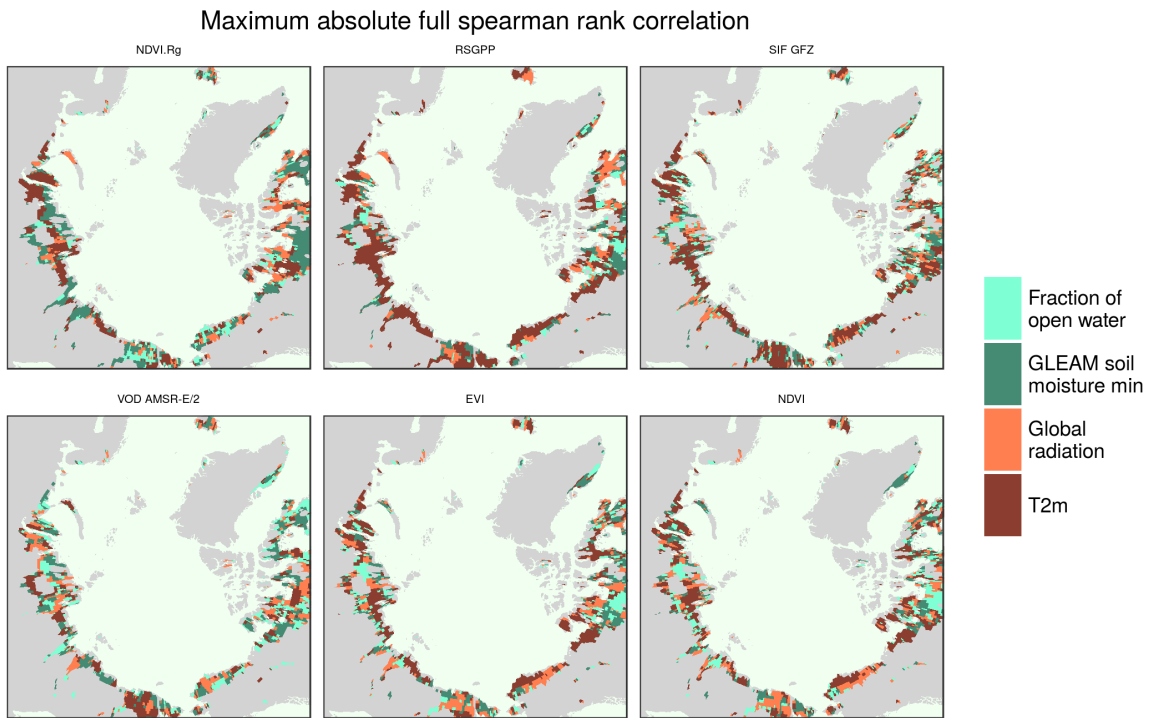 Maximum absolute full spearman rank correlation
NDVI.Rg
RSGPP
SIF GFZ
VOD AMSR-E/2
EVI
NDVI
Fraction of
open water
GLEAM soil
moisture min
Global
radiation
T2m